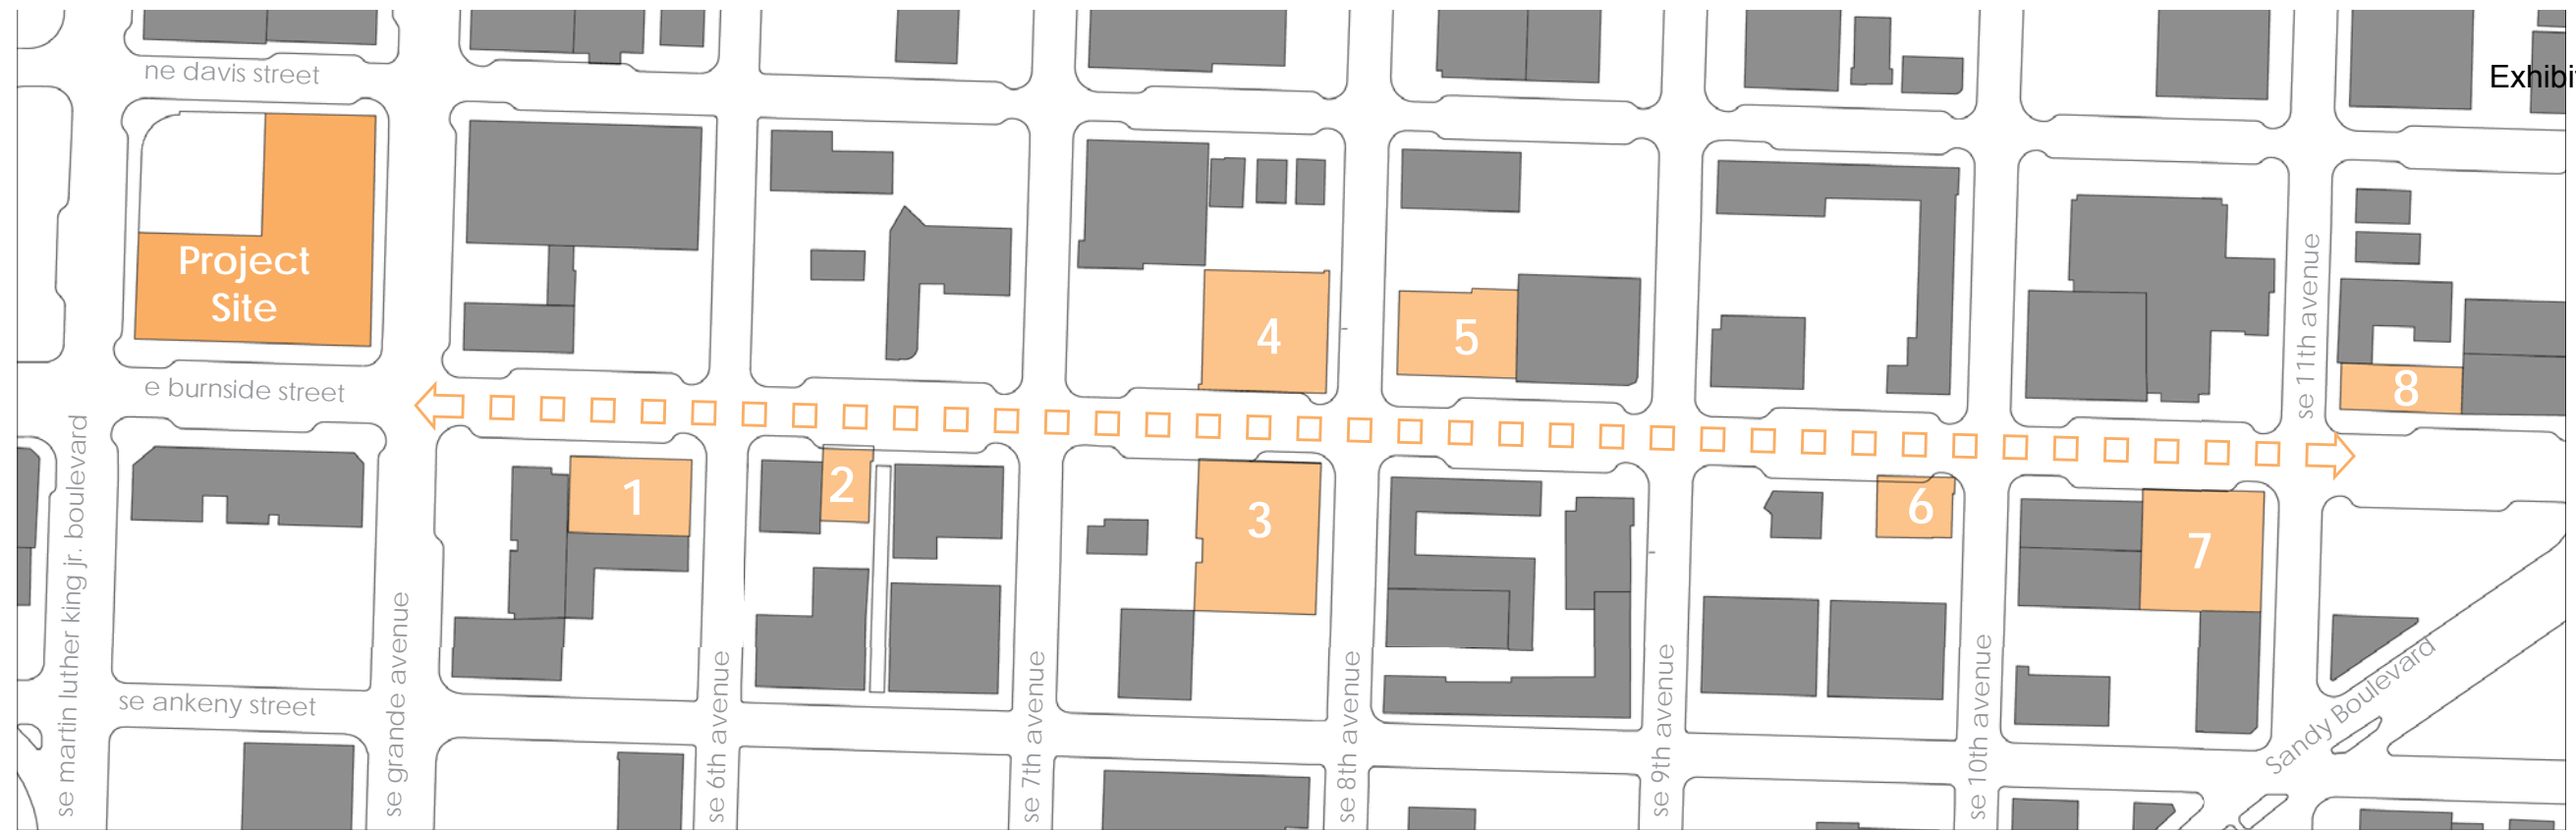 ne davis street
Exhibi
Project
Site
4
5
se 11th avenue
8
e burnside street
1
2
3
6
7
se martin luther king jr. boulevard
se grande avenue
se ankeny street
se 6th avenue
se 7th avenue
se 8th avenue
se 9th avenue
se 10th avenue
Sandy Boulevard